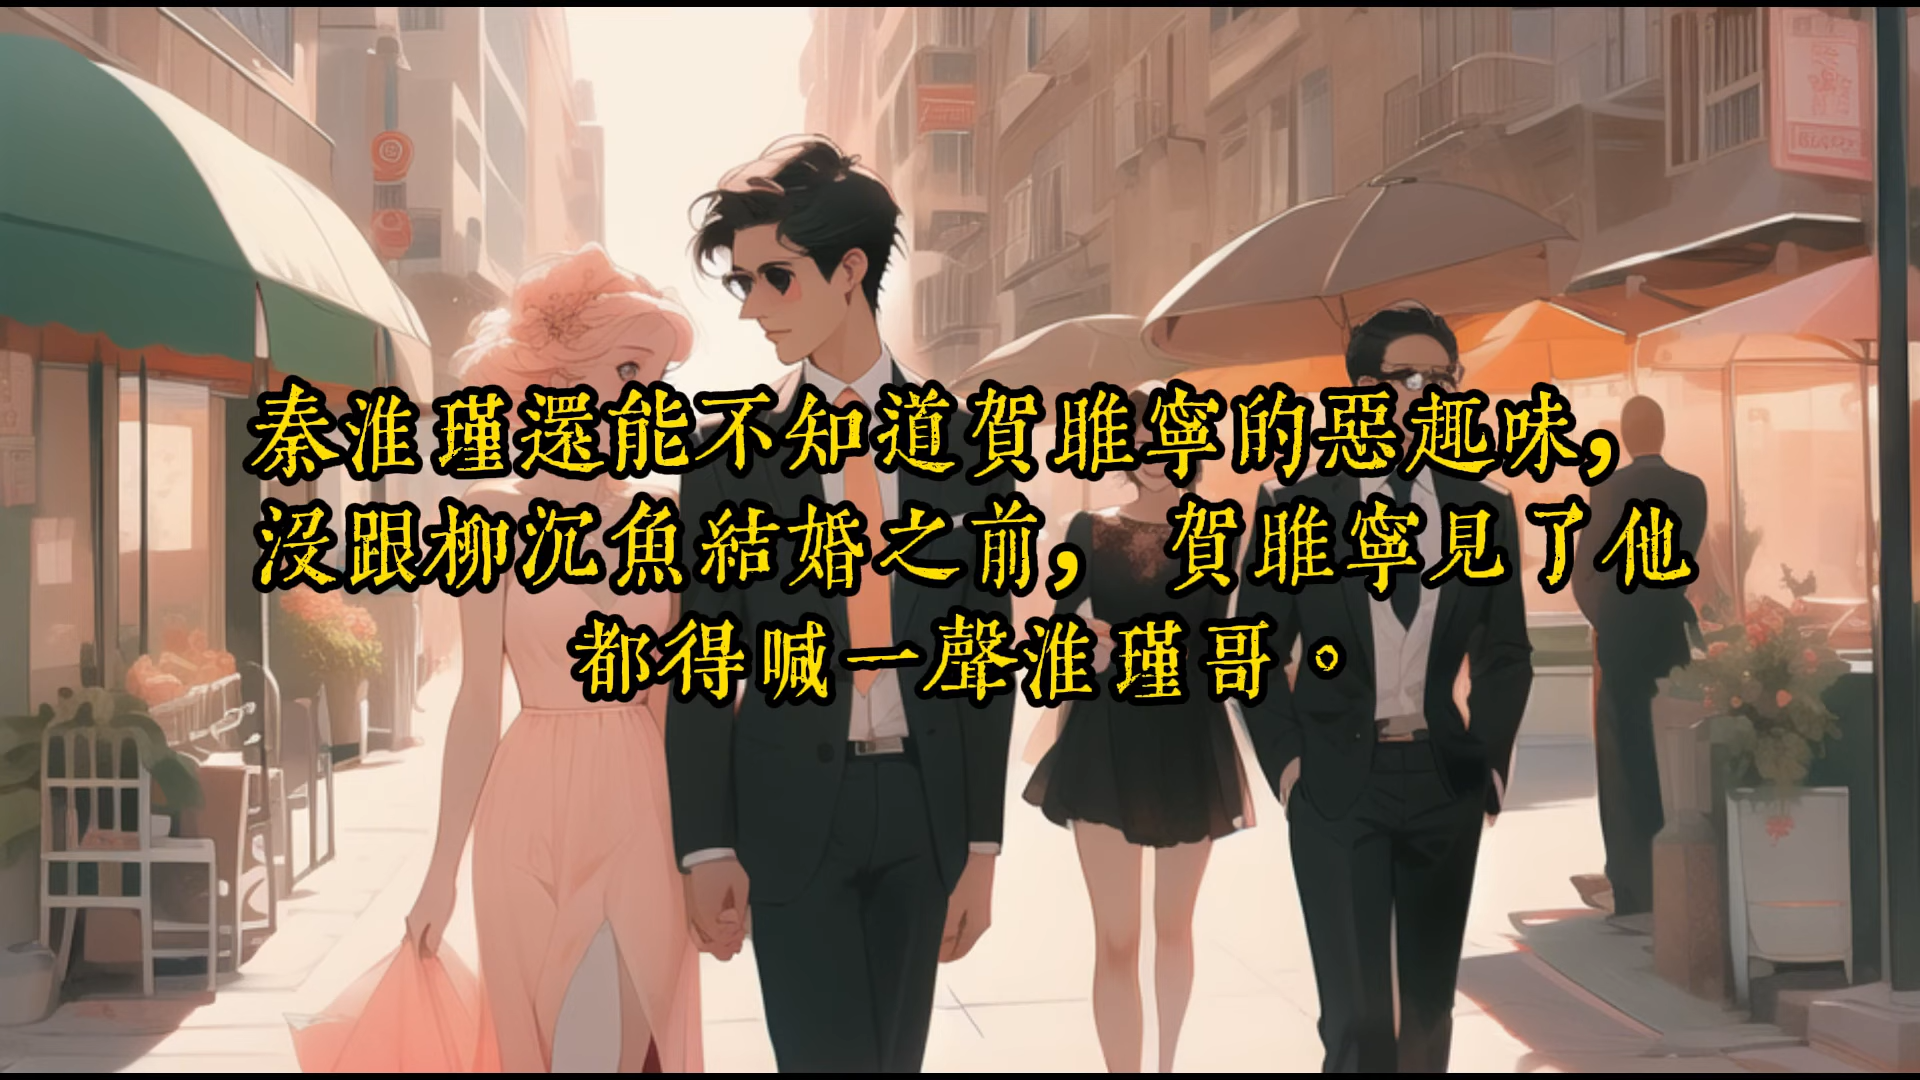 秦淮瑾還能不知道賀雎寧的惡趣味,
沒跟柳沉魚結婚之前,賀雎寧見了他
都得喊一聲淮瑾哥。